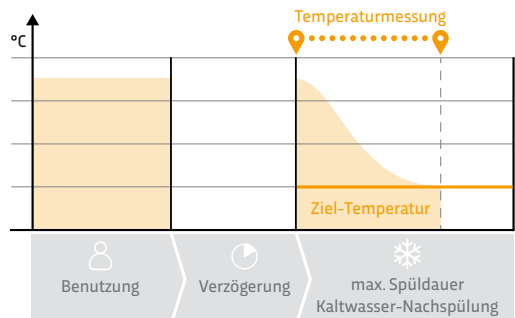 Temperaturmessung
°C
Ziel-Temperatur
Benutzung
Verzögerung
max. Spüldauer
Kaltwasser-Nachspülung